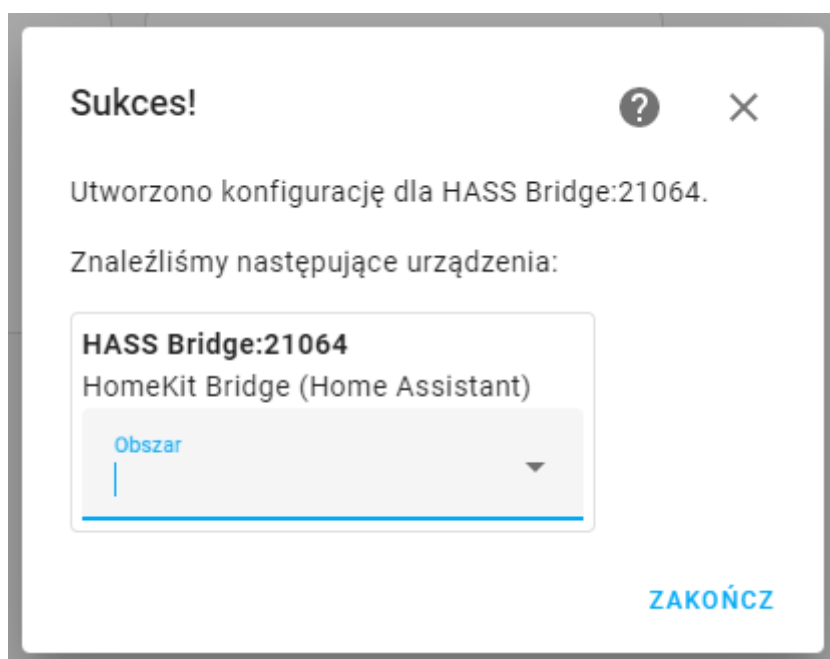 Sukces!
Utworzono konfigurację dla HASS Bridge:21064.
Znaleźliśmy następujące urządzenia:
HASS Bridge:21064
HomeKit Bridge (Home Assistant)
Obszar
ZAKOŃCZ